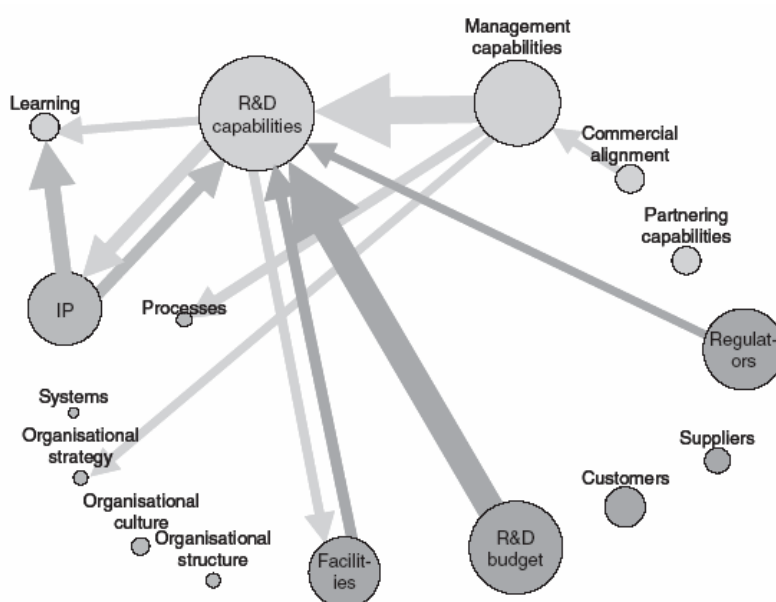 Management
capabilities
R&D
capabilities
Learning
Commercial
alignment
Partnering
capabilities
IP
Processes
Regulat-
ors
Systems
Organisational
strategy
Suppliers
Customers
Organisational
culture
Organisational
structure
R&D
budget
Facilit-
ies